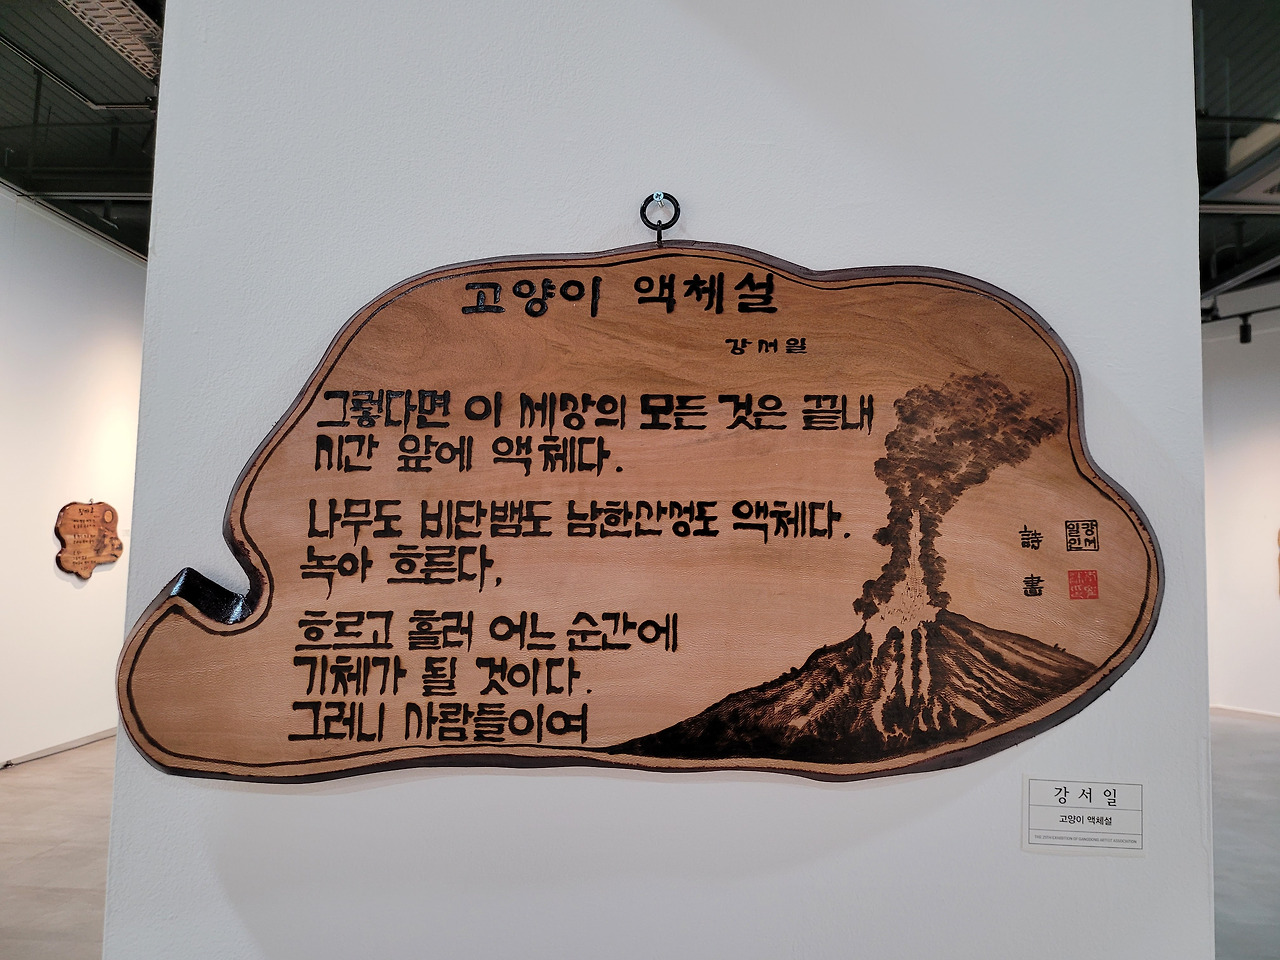 고양이 액체설
강서일
그렇다면 이 세상의 모든 것은 끝내
시간 앞에 액체다.
나무도 비단뱀도 남한산성도 액체다.
녹아 흐른다,
흐르고 흘러 어느 순간에
기체가 될 것이다.
그러니 사람들이여
詩
강서일인
書
강 서 일
고양이 액체설